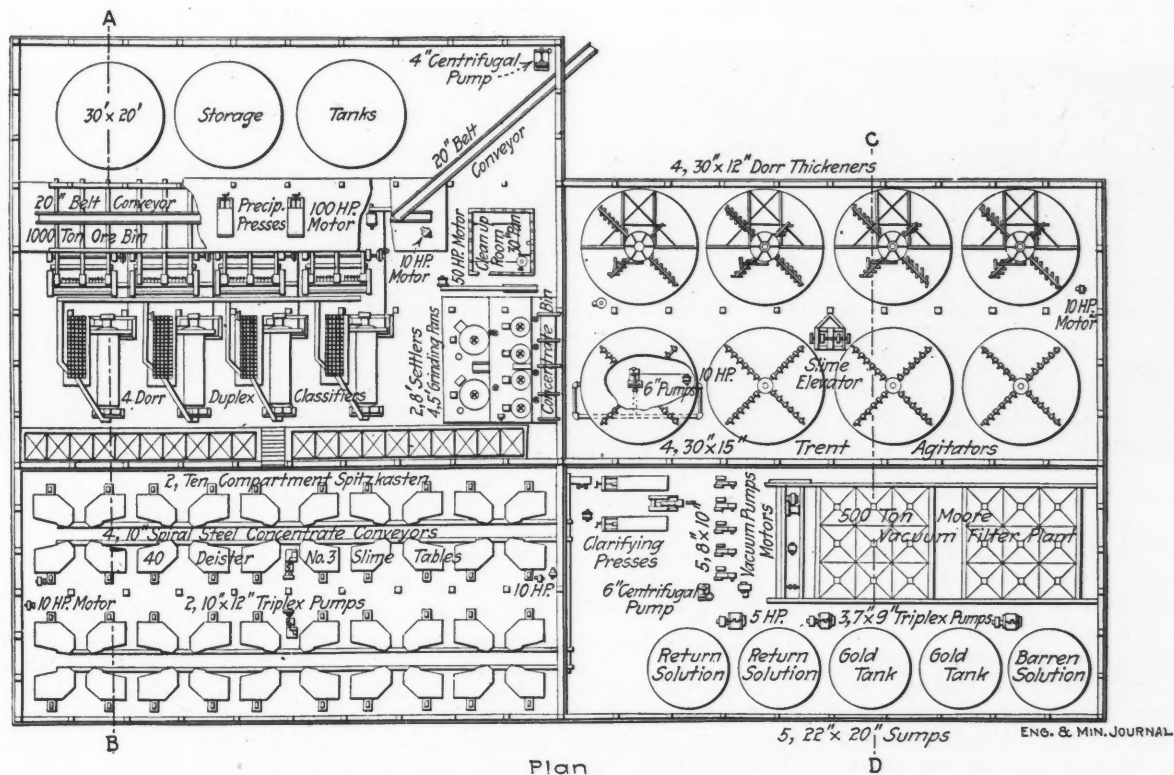 A
4" Centrifugal
Pump
30' x 20'
Storage
Tanks
20" Belt
Conveyor
C
4, 30"x 12" Dorr Thickeners
20" Belt Conveyor
1000 Ton Ore Bin
Precip.
Presses
100 HP.
Motor
10 HP.
Motor
50 HP. Motor
Clean up
Room
30" Pan
10 HP.
Motor
Slime
Elevator
2, 8' Settlers
4, 5' Grinding Pans
Concentrate Bin
6" Pumps
10 HP.
4 Dorr Duplex Classifiers
4, 30"x 15" Trent Agitators
2, Ten Compartment Spitzkasten
4, 10" Spiral Steel Concentrate Conveyors
40 Deister No.3 Slime Tables
10 HP. Motor
2, 10"x 12" Triplex Pumps
10 HP.
Clarifying
Presses
5, 8"x 10"
Vacuum Pumps
Motors
500 Ton Moore
Vacuum Filter Plant
6" Centrifugal
Pump
5 HP.
3, 7"x 9" Triplex Pumps
Return
Solution
Return
Solution
Gold
Tank
Gold
Tank
Barren
Solution
B
5, 22"x 20" Sumps
ENG. & MIN. JOURNAL
D
Plan